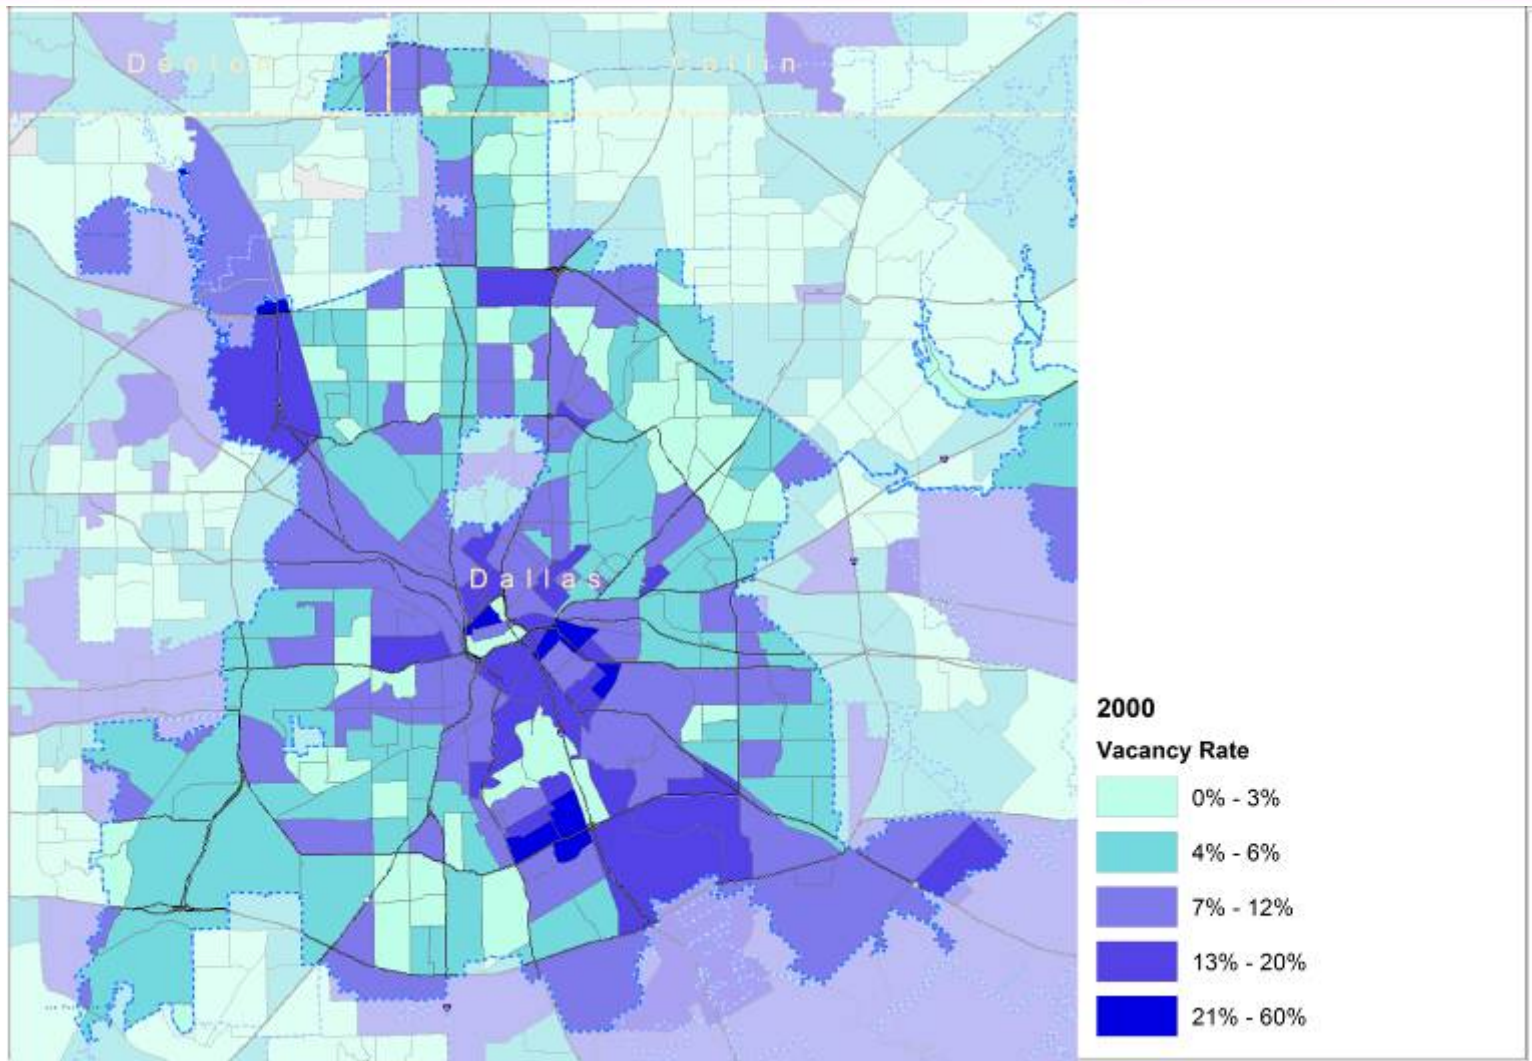 Denton
Collin
Dallas
2000
Vacancy Rate
0% - 3%
4% - 6%
7% - 12%
13% - 20%
21% - 60%